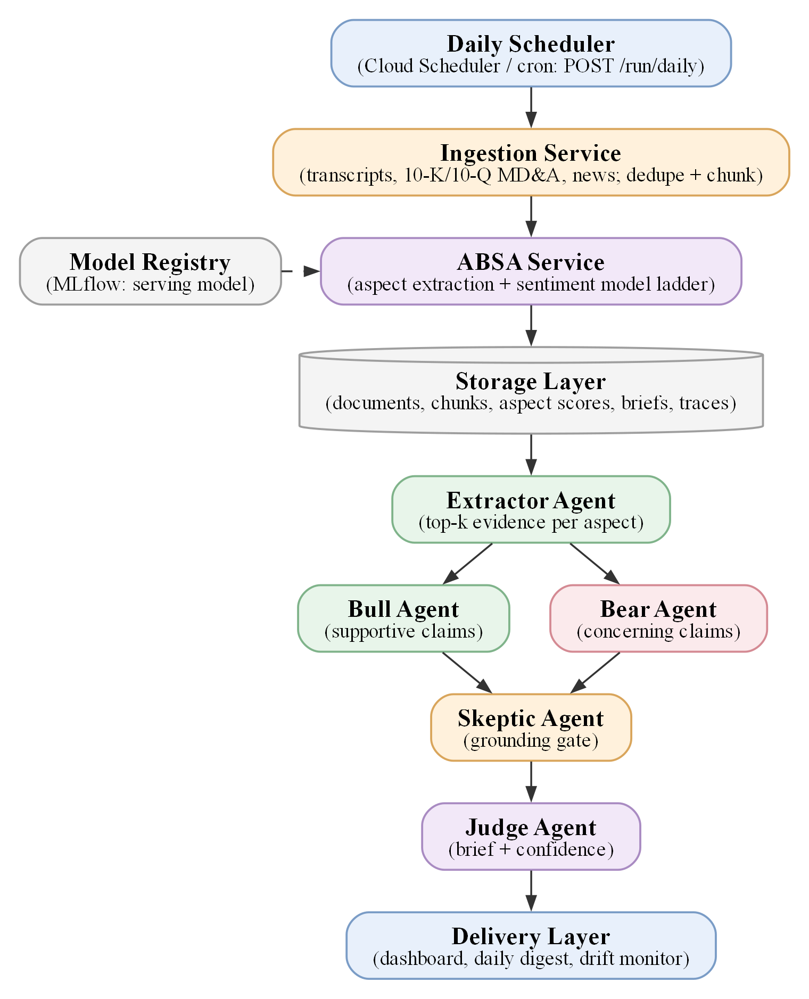 Daily Scheduler
(Cloud Scheduler / cron: POST /run/daily)
Ingestion Service
(transcripts, 10-K/10-Q MD&A, news; dedupe + chunk)
Model Registry
(MLflow: serving model)
ABSA Service
(aspect extraction + sentiment model ladder)
Storage Layer
(documents, chunks, aspect scores, briefs, traces)
Extractor Agent
(top-k evidence per aspect)
Bull Agent
(supportive claims)
Bear Agent
(concerning claims)
Skeptic Agent
(grounding gate)
Judge Agent
(brief + confidence)
Delivery Layer
(dashboard, daily digest, drift monitor)